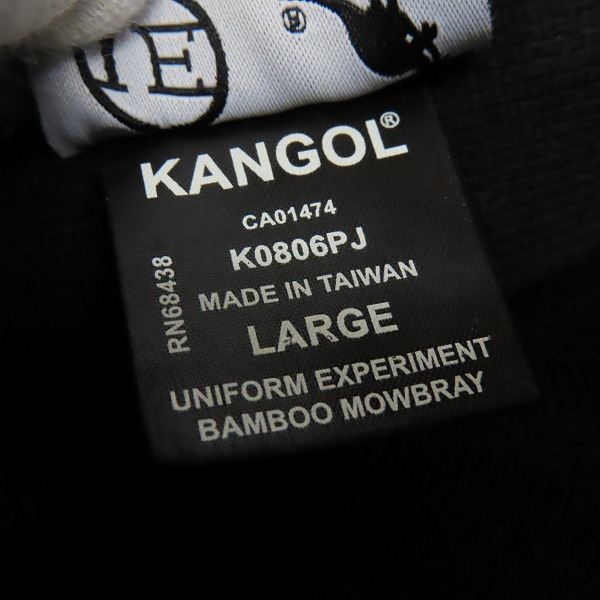 E
®
KANGOL®
CA01474
K0806PJ
MADE IN TAIWAN
LARGE
UNIFORM EXPERIMENT
BAMBOO MOWBRAY
RN68438